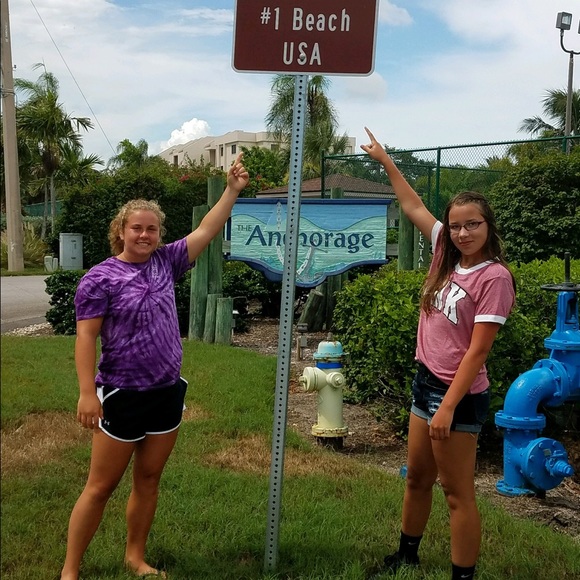 #1 Beach
USA
THE
Anchorage